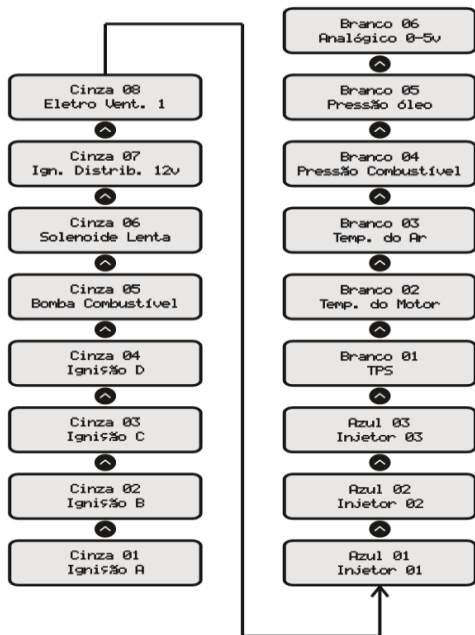 Cinza 08
Eletro Vent. 1
Cinza 07
Ign. Distrib. 12v
Cinza 06
Solenoide Lenta
Cinza 05
Bomba Combustível
Cinza 04
Ignição D
Cinza 03
Ignição C
Cinza 02
Ignição B
Cinza 01
Ignição A
Branco 06
Analógico 0-5v
Branco 05
Pressão óleo
Branco 04
Pressão Combustível
Branco 03
Temp. do Ar
Branco 02
Temp. do Motor
Branco 01
TPS
Azul 03
Injetor 03
Azul 02
Injetor 02
Azul 01
Injetor 01